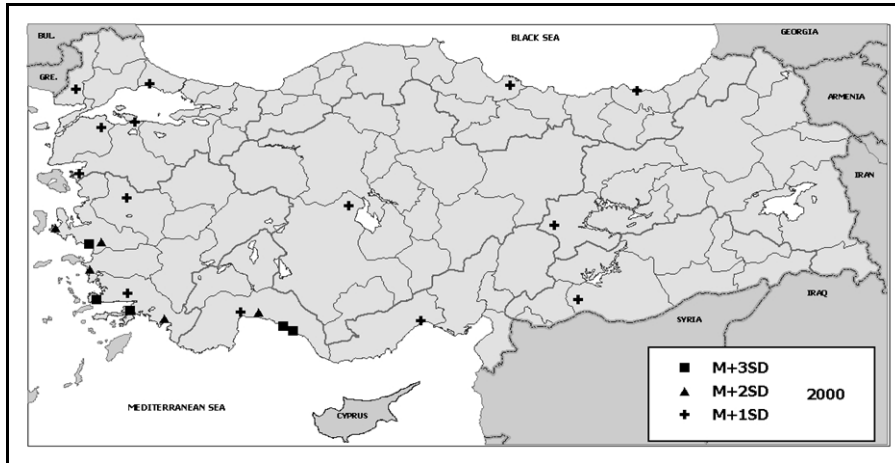 BUL.
BLACK SEA
GEORGIA
GRE.
ARMENIA
IRAN
IRAQ
SYRIA
M+3SD
M+2SD
2000
M+1SD
MEDITERRANEAN SEA
CYPRUS